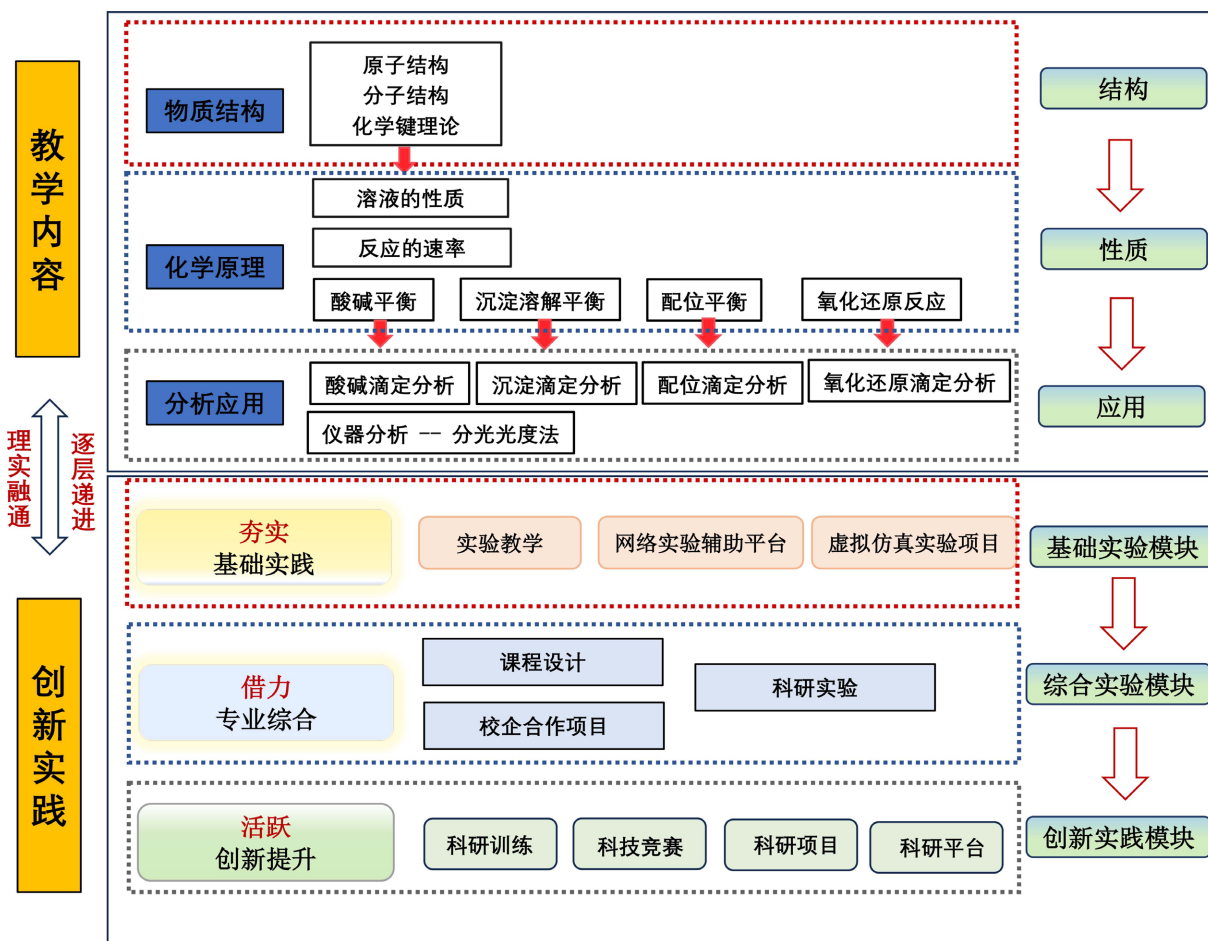 教学内容
物质结构
原子结构
分子结构
化学键理论
结构
化学原理
溶液的性质
反应的速率
酸碱平衡
沉淀溶解平衡
配位平衡
氧化还原反应
性质
分析应用
酸碱滴定分析
沉淀滴定分析
配位滴定分析
氧化还原滴定分析
仪器分析 -- 分光光度法
应用
理实融通
逐层递进
创新实践
夯实
基础实践
实验教学
网络实验辅助平台
虚拟仿真实验项目
基础实验模块
借力
专业综合
课程设计
校企合作项目
科研实验
综合实验模块
活跃
创新提升
科研训练
科技竞赛
科研项目
科研平台
创新实践模块